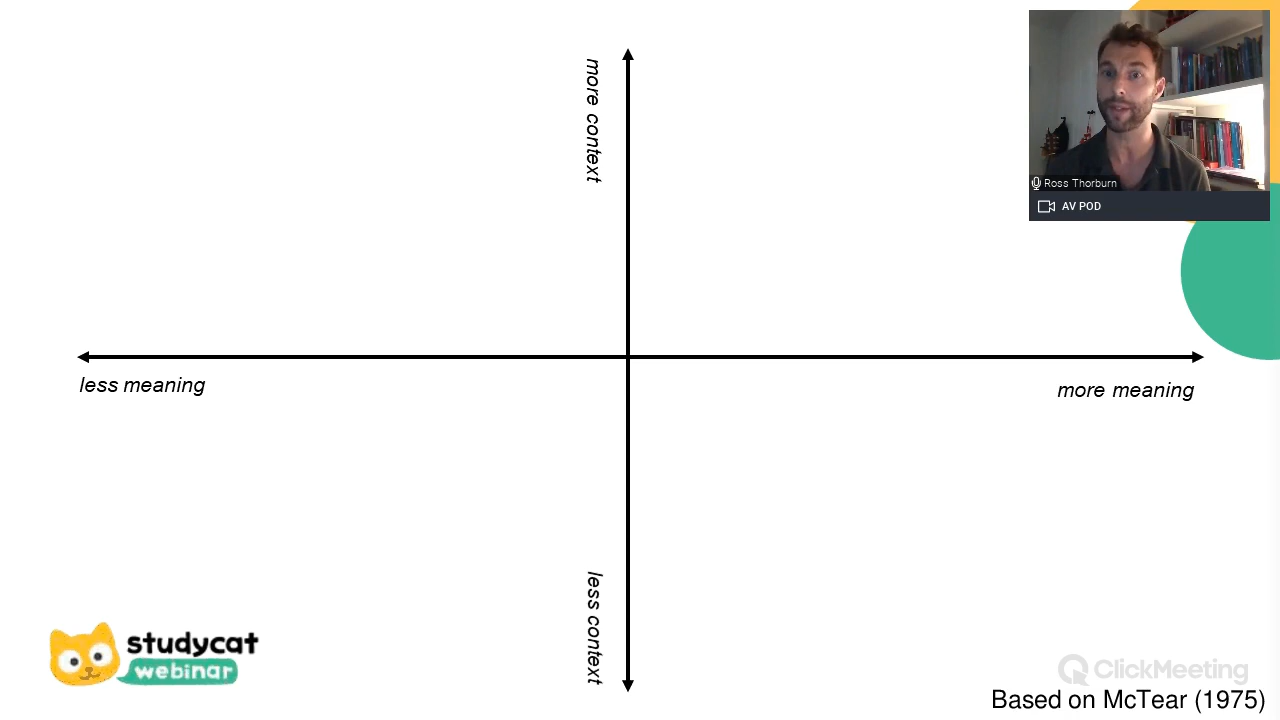 more context
Ross Thorburn
AV POD
less meaning
more meaning
less context
studycat
webinar
ClickMeeting
Based on McTear (1975)